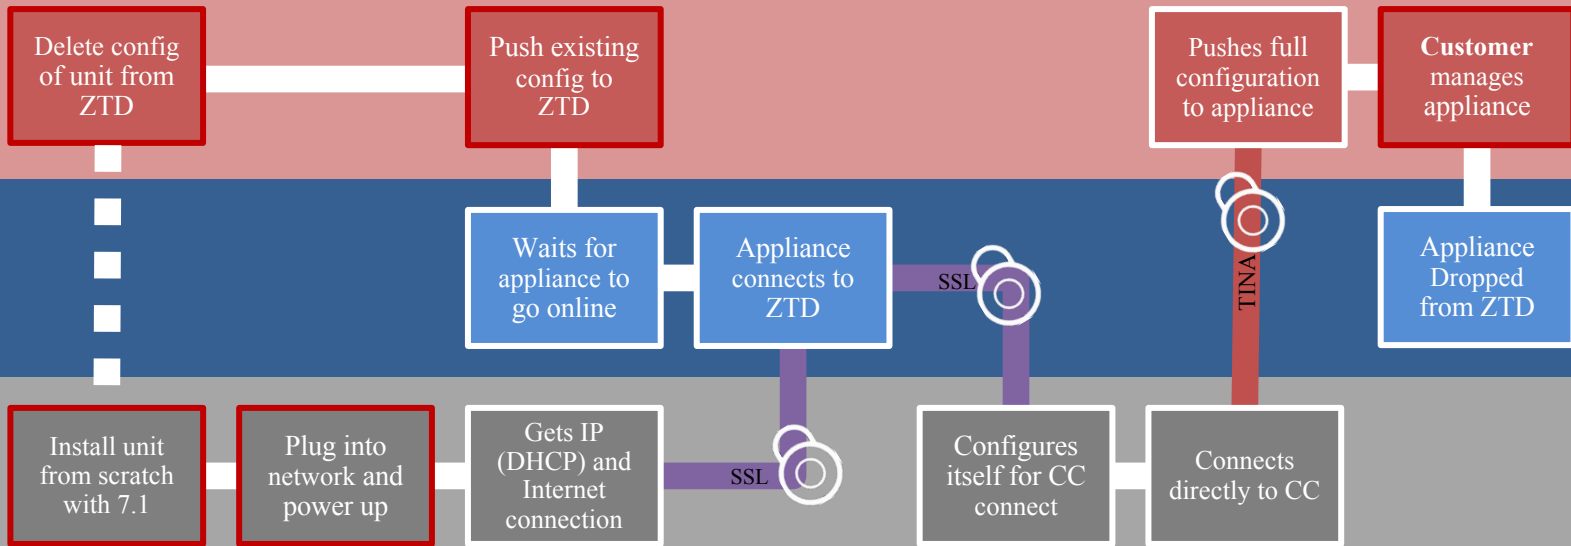 Delete config
of unit from
ZTD
Push existing
config to
ZTD
Pushes full
configuration
to appliance
Customer
manages
appliance
Waits for
appliance to
go online
Appliance
connects to
ZTD
SSL
TINA
Appliance
Dropped
from ZTD
Install unit
from scratch
with 7.1
Plug into
network and
power up
Gets IP
(DHCP) and
Internet
connection
SSL
Configures
itself for CC
connect
Connects
directly to CC